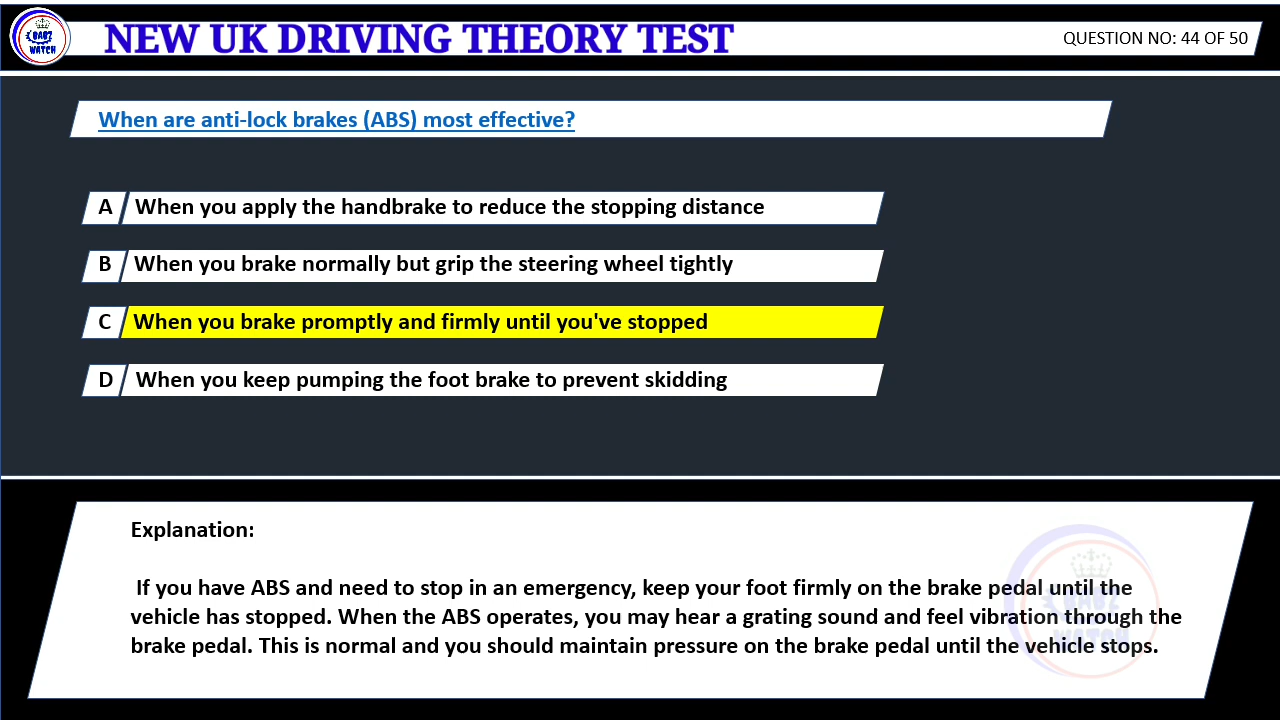 BABZ
WATCH
NEW UK DRIVING THEORY TEST
QUESTION NO: 44 OF 50
When are anti-lock brakes (ABS) most effective?
A When you apply the handbrake to reduce the stopping distance
B When you brake normally but grip the steering wheel tightly
C When you brake promptly and firmly until you've stopped
D When you keep pumping the foot brake to prevent skidding
Explanation:
If you have ABS and need to stop in an emergency, keep your foot firmly on the brake pedal until the
vehicle has stopped. When the ABS operates, you may hear a grating sound and feel vibration through the
brake pedal. This is normal and you should maintain pressure on the brake pedal until the vehicle stops.
BABZ
WATCH